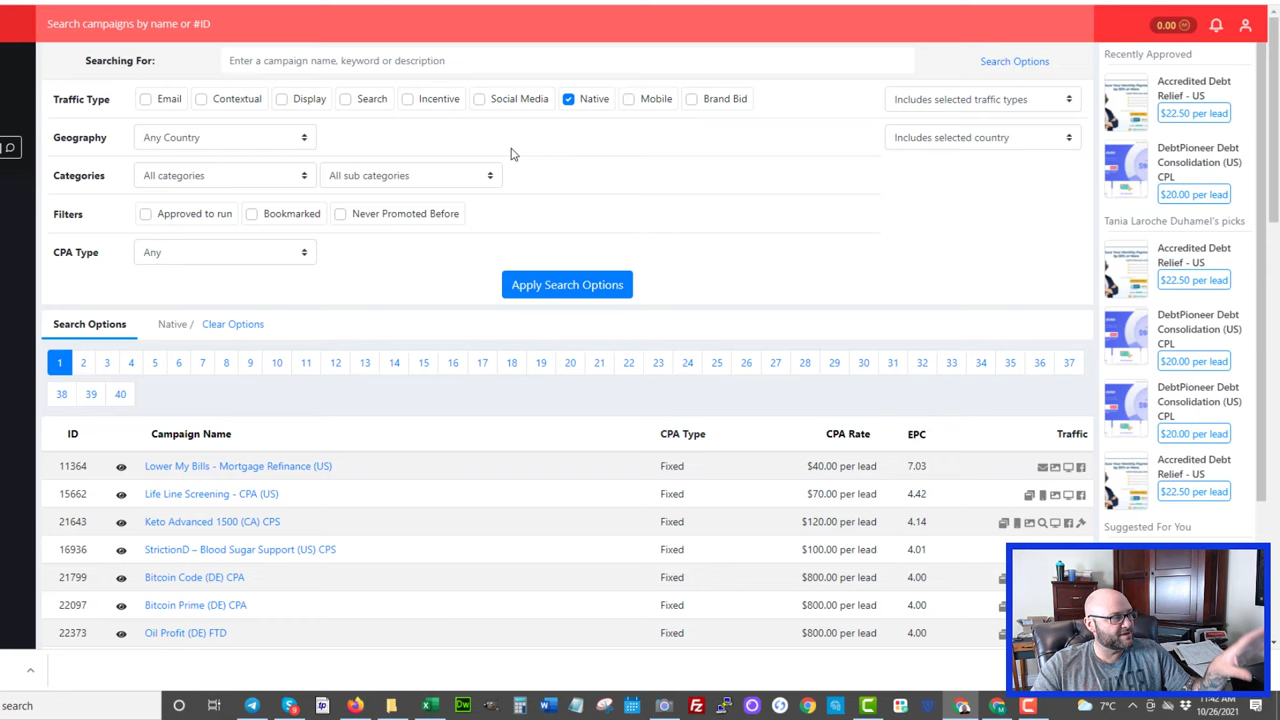 Search campaigns by name or #ID
0.00
Searching For:
Enter a campaign name, keyword or description
Search Options
Traffic Type
Email
Contextual
Display
Search
Social Media
Native
Mobile
Includes selected traffic types
Geography
Any Country
Includes selected country
Categories
All categories
All sub categories
Filters
Approved to run
Bookmarked
Never Promoted Before
CPA Type
Any
Apply Search Options
Search Options
Native /
Clear Options
1 2 3 4 5 6 7 8 9 10 11 12 13 14 15 16 17 18 19 20 21 22 23 24 25 26 27 28 29 30 31 32 33 34 35 36 37
38 39 40
ID Campaign Name CPA Type CPA Rate EPC Traffic
11364 Lower My Bills - Mortgage Refinance (US) Fixed $40.00 per lead 7.03
15662 Life Line Screening - CPA (US) Fixed $70.00 per lead 4.42
21643 Keto Advanced 1500 (CA) CPS Fixed $120.00 per lead 4.14
16936 StrictionD – Blood Sugar Support (US) CPS Fixed $100.00 per lead 4.01
21799 Bitcoin Code (DE) CPA Fixed $800.00 per lead 4.00
22097 Bitcoin Prime (DE) CPA Fixed $800.00 per lead 4.00
22373 Oil Profit (DE) FTD Fixed $800.00 per lead 4.00
Recently Approved
Accredited Debt
Relief - US
$22.50 per lead
DebtPioneer Debt
Consolidation (US)
CPL
$20.00 per lead
Tania Laroche Duhamel's picks
Accredited Debt
Relief - US
$22.50 per lead
DebtPioneer Debt
Consolidation (US)
CPL
$20.00 per lead
DebtPioneer Debt
Consolidation (US)
CPL
$20.00 per lead
Accredited Debt
Relief - US
$22.50 per lead
Suggested For You
search
7°C
11:42 AM
10/26/2021